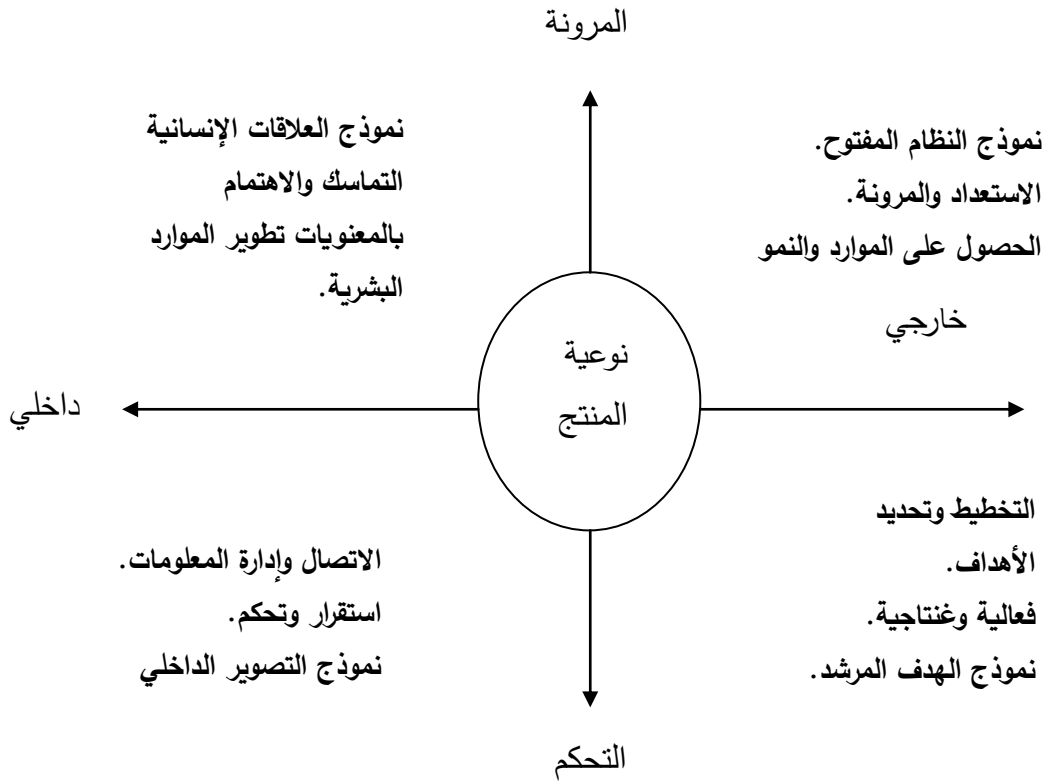 المرونة
نموذج النظام المفتوح.
الاستعداد والمرونة.
الحصول على الموارد والنمو
نموذج العلاقات الإنسانية
التماسك والاهتمام
بالمعنويات تطوير الموارد
البشرية.
خارجي
نوعية
المنتج
داخلي
التخطيط وتحديد
الأهداف.
فعالية وغنتاجية.
نموذج الهدف المرشد.
الاتصال وإدارة المعلومات.
استقرار وتحكم.
نموذج التصوير الداخلي
التحكم